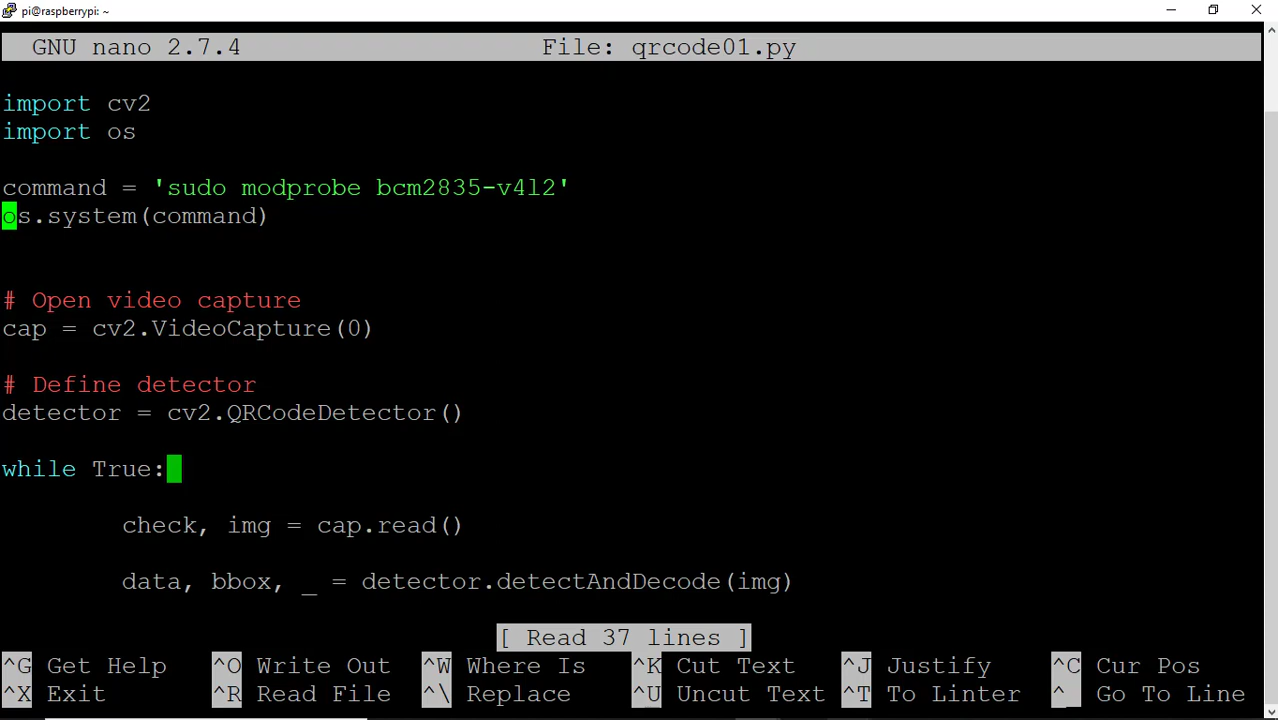 pi@raspberrypi: ~
GNU nano 2.7.4 File: qrcode01.py
import cv2
import os
command = 'sudo modprobe bcm2835-v4l2'
os.system(command)
# Open video capture
cap = cv2.VideoCapture(0)
# Define detector
detector = cv2.QRCodeDetector()
while True:
check, img = cap.read()
data, bbox, _ = detector.detectAndDecode(img)
[ Read 37 lines ]
^G Get Help ^O Write Out ^W Where Is ^K Cut Text ^J Justify ^C Cur Pos
^X Exit ^R Read File ^\ Replace ^U Uncut Text ^T To Linter ^_ Go To Line